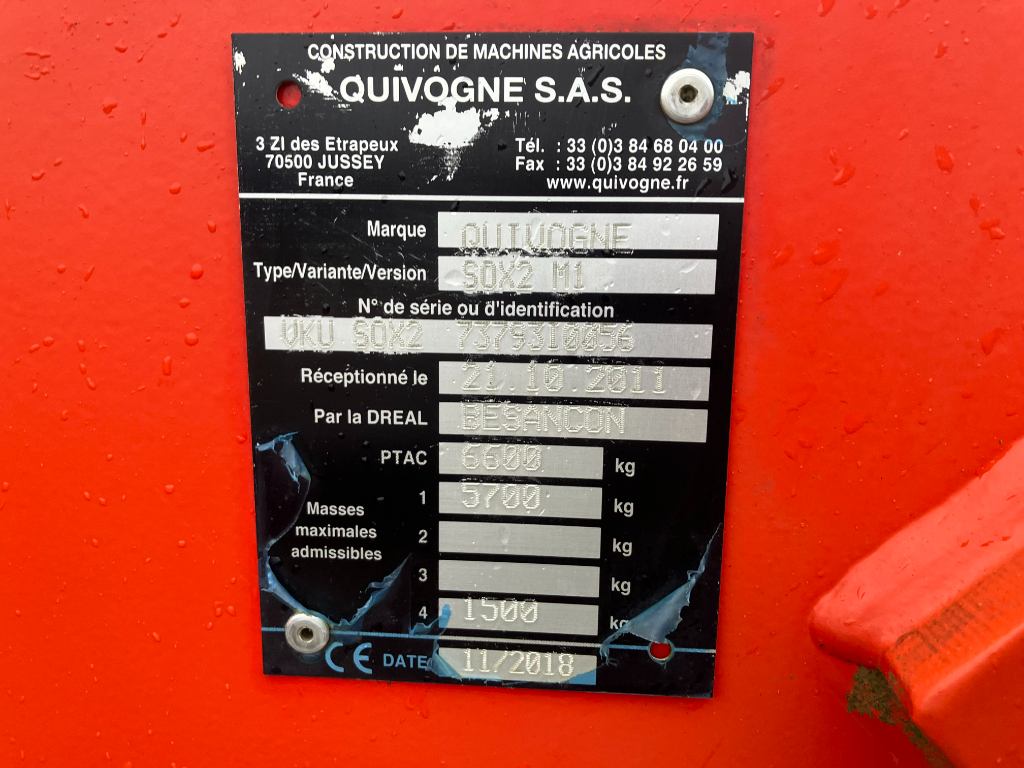 CONSTRUCTION DE MACHINES AGRICOLES
QUIVOGNE S.A.S.
3 ZI des Etrapeux
70500 JUSSEY
France
Tél. : 33 (0)3 84 68 04 00
Fax : 33 (0)3 84 92 26 59
www.quivogne.fr
Marque QUIVOGNE
Type/Variante/Version SOX2 M1
N° de série ou d'identification
VKU SOX2 7379310056
Réceptionné le 21.10.2011
Par la DREAL BESANCON
PTAC 6600 kg
Masses maximales admissibles
1 5700 kg
2 kg
3 kg
4 1500 kg
CE DATE 11/2018